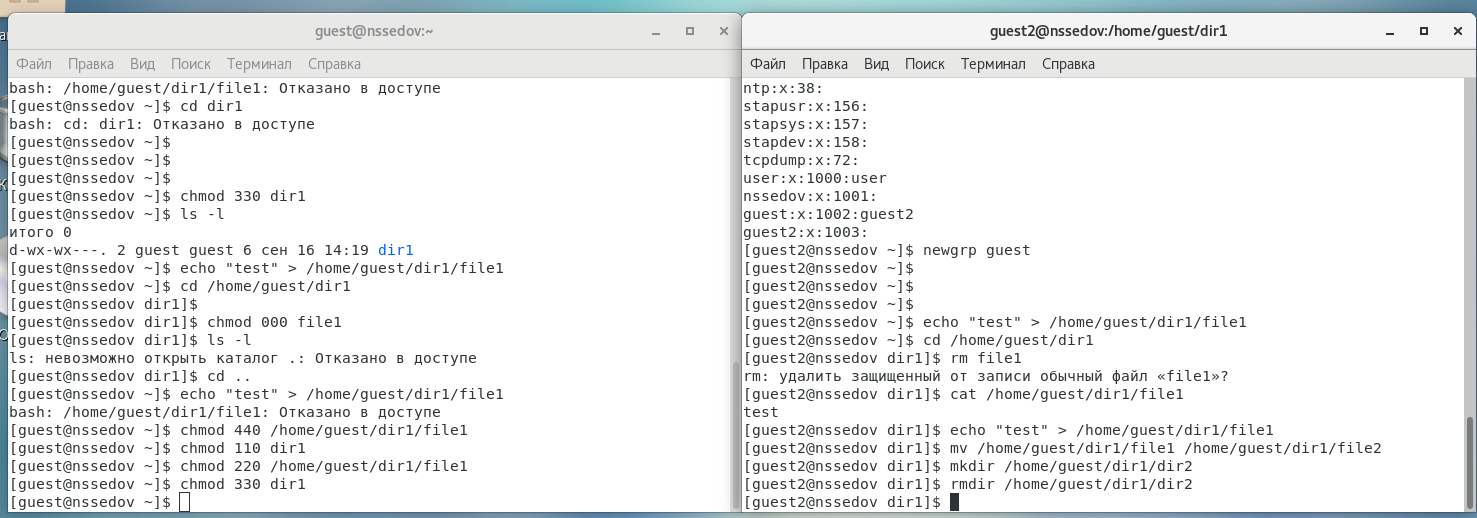 guest@nssedov:~
Файл Правка Вид Поиск Терминал Справка
bash: /home/guest/dir1/file1: Отказано в доступе
[guest@nssedov ~]$ cd dir1
bash: cd: dir1: Отказано в доступе
[guest@nssedov ~]$
[guest@nssedov ~]$
[guest@nssedov ~]$
[guest@nssedov ~]$ chmod 330 dir1
[guest@nssedov ~]$ ls -l
итого 0
d-wx-wx---. 2 guest guest 6 сен 16 14:19 dir1
[guest@nssedov ~]$ echo "test" > /home/guest/dir1/file1
[guest@nssedov ~]$ cd /home/guest/dir1
[guest@nssedov dir1]$
[guest@nssedov dir1]$ chmod 000 file1
[guest@nssedov dir1]$ ls -l
ls: невозможно открыть каталог .: Отказано в доступе
[guest@nssedov dir1]$ cd ..
[guest@nssedov ~]$ echo "test" > /home/guest/dir1/file1
bash: /home/guest/dir1/file1: Отказано в доступе
[guest@nssedov ~]$ chmod 440 /home/guest/dir1/file1
[guest@nssedov ~]$ chmod 110 dir1
[guest@nssedov ~]$ chmod 220 /home/guest/dir1/file1
[guest@nssedov ~]$ chmod 330 dir1
[guest@nssedov ~]$
guest2@nssedov:/home/guest/dir1
Файл Правка Вид Поиск Терминал Справка
ntp:x:38:
stapusr:x:156:
stapsys:x:157:
stapdev:x:158:
tcpdump:x:72:
user:x:1000:user
nssedov:x:1001:
guest:x:1002:guest2
guest2:x:1003:
[guest2@nssedov ~]$ newgrp guest
[guest2@nssedov ~]$
[guest2@nssedov ~]$
[guest2@nssedov ~]$
[guest2@nssedov ~]$ echo "test" > /home/guest/dir1/file1
[guest2@nssedov ~]$ cd /home/guest/dir1
[guest2@nssedov dir1]$ rm file1
rm: удалить защищенный от записи обычный файл «file1»?
[guest2@nssedov dir1]$ cat /home/guest/dir1/file1
test
[guest2@nssedov dir1]$ echo "test" > /home/guest/dir1/file1
[guest2@nssedov dir1]$ mv /home/guest/dir1/file1 /home/guest/dir1/file2
[guest2@nssedov dir1]$ mkdir /home/guest/dir1/dir2
[guest2@nssedov dir1]$ rmdir /home/guest/dir1/dir2
[guest2@nssedov dir1]$